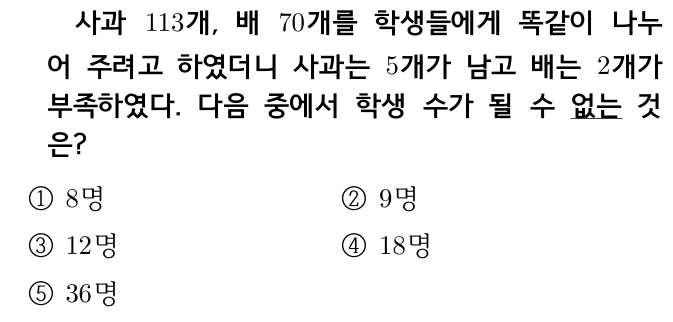 사과 113개, 배 70개를 학생들에게 똑같이 나누
어 주려고 하였더니 사과는 5개가 남고 배는 2개가
부족하였다. 다음 중에서 학생 수가 될 수 없는 것
은?
① 8명 ② 9명
③ 12명 ④ 18명
⑤ 36명